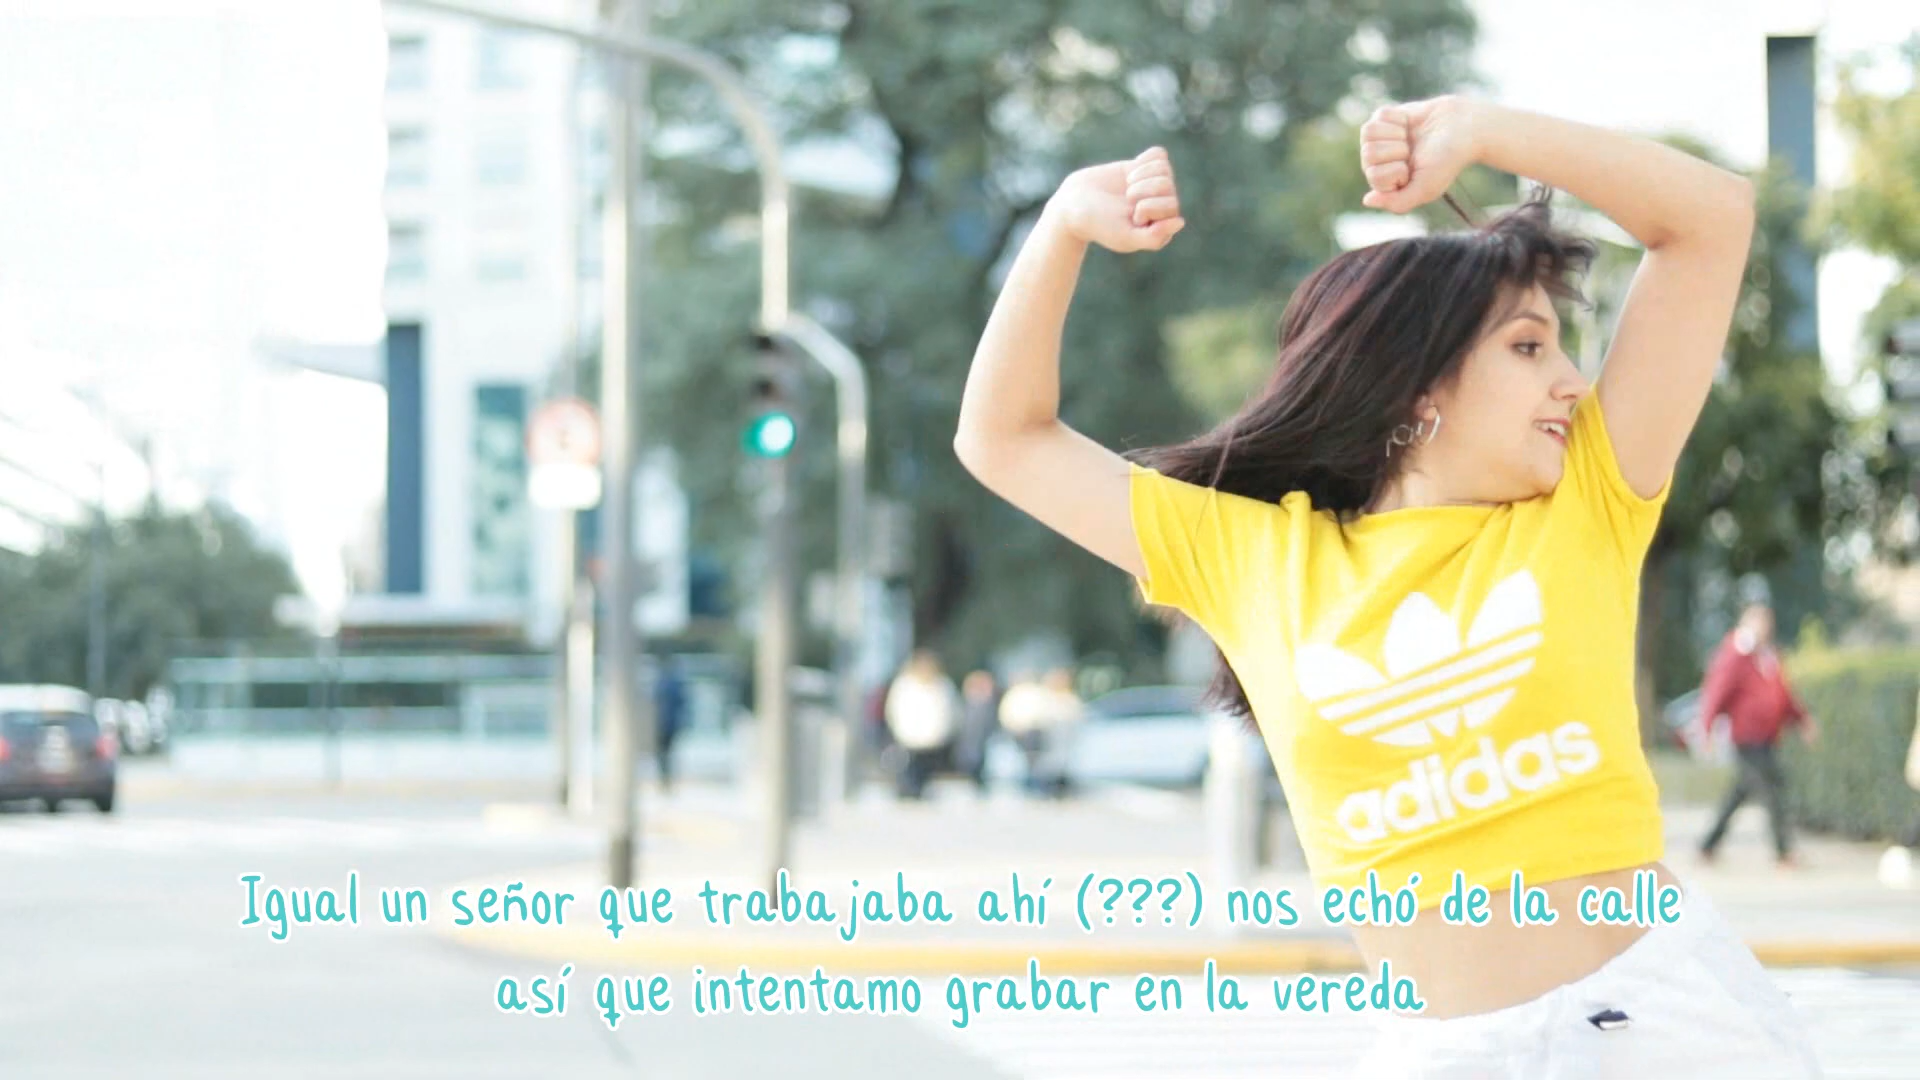 adidas
Igual un señor que trabajaba ahí (???) nos echó de la calle
así que intentamo grabar en la vereda